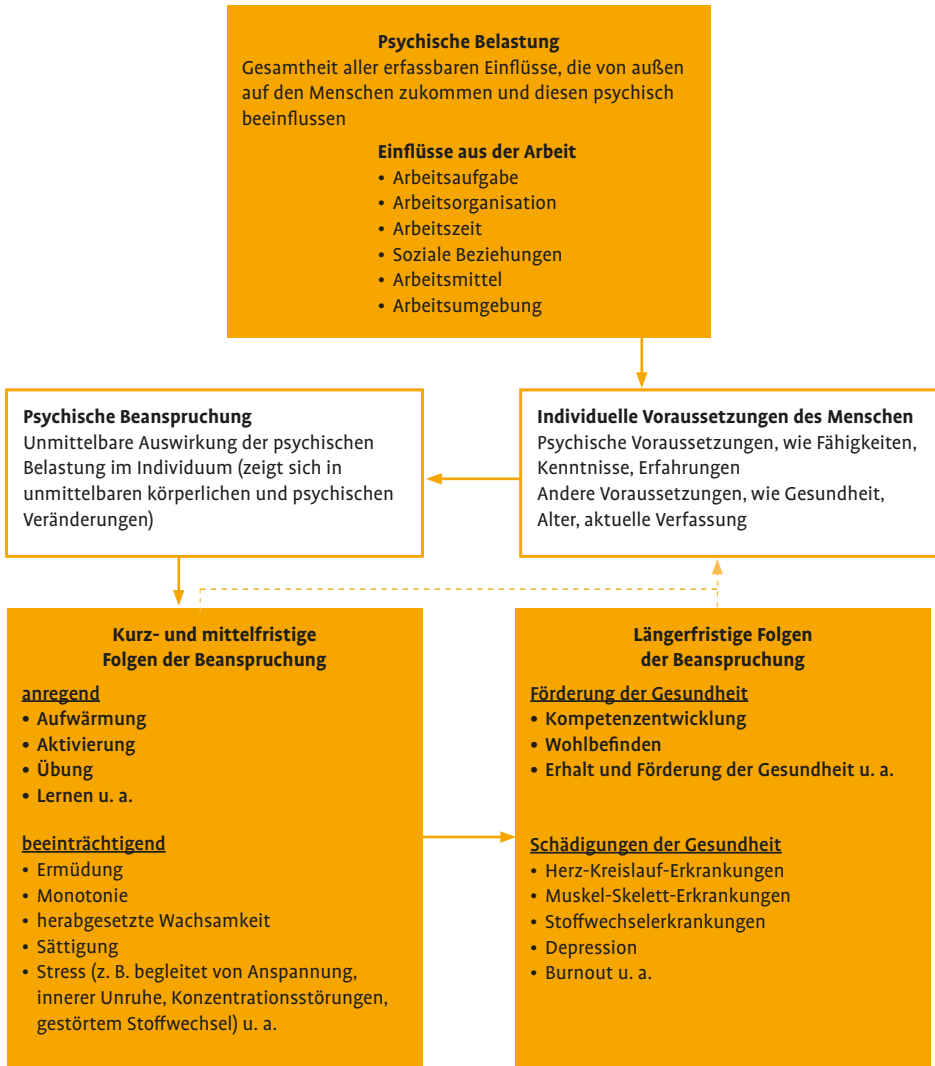 Psychische Belastung
Gesamtheit aller erfassbaren Einflüsse, die von außen
auf den Menschen zukommen und diesen psychisch
beeinflussen
Einflüsse aus der Arbeit
• Arbeitsaufgabe
• Arbeitsorganisation
• Arbeitszeit
• Soziale Beziehungen
• Arbeitsmittel
• Arbeitsumgebung
Psychische Beanspruchung
Unmittelbare Auswirkung der psychischen
Belastung im Individuum (zeigt sich in
unmittelbaren körperlichen und psychischen
Veränderungen)
Individuelle Voraussetzungen des Menschen
Psychische Voraussetzungen, wie Fähigkeiten,
Kenntnisse, Erfahrungen
Andere Voraussetzungen, wie Gesundheit,
Alter, aktuelle Verfassung
Kurz- und mittelfristige
Folgen der Beanspruchung
anregend
• Aufwärmung
• Aktivierung
• Übung
• Lernen u. a.
beeinträchtigend
• Ermüdung
• Monotonie
• herabgesetzte Wachsamkeit
• Sättigung
• Stress (z. B. begleitet von Anspannung,
innerer Unruhe, Konzentrationsstörungen,
gestörtem Stoffwechsel) u. a.
Längerfristige Folgen
der Beanspruchung
Förderung der Gesundheit
• Kompetenzentwicklung
• Wohlbefinden
• Erhalt und Förderung der Gesundheit u. a.
Schädigungen der Gesundheit
• Herz-Kreislauf-Erkrankungen
• Muskel-Skelett-Erkrankungen
• Stoffwechselerkrankungen
• Depression
• Burnout u. a.